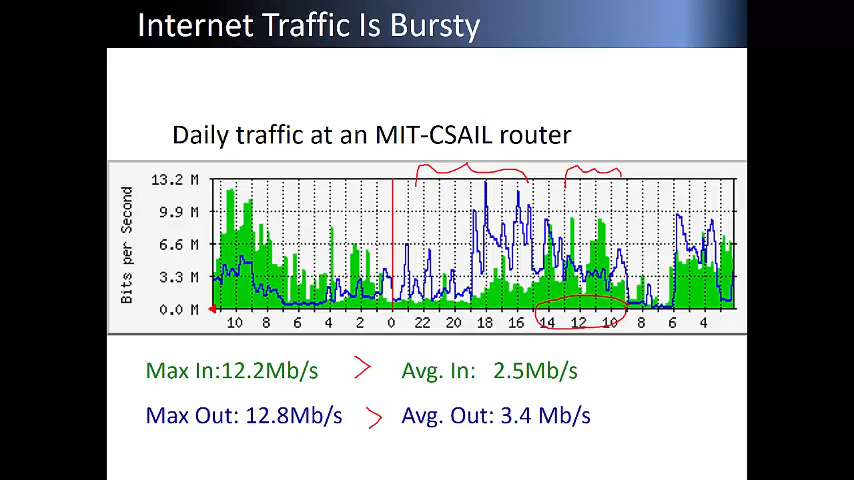 Internet Traffic Is Bursty
Daily traffic at an MIT-CSAIL router
Bits per Second
13.2 M
9.9 M
6.6 M
3.3 M
0.0 M
10 8 6 4 2 0 22 20 18 16 14 12 10 8 6 4
Max In:12.2Mb/s > Avg. In: 2.5Mb/s
Max Out: 12.8Mb/s > Avg. Out: 3.4 Mb/s